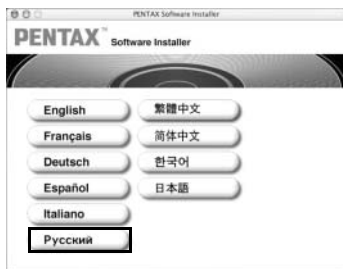 PENTAX Software Installer
PENTAX™ Software Installer
English
Français
Deutsch
Español
Italiano
Русский
繁體中文
简体中文
한국어
日本語